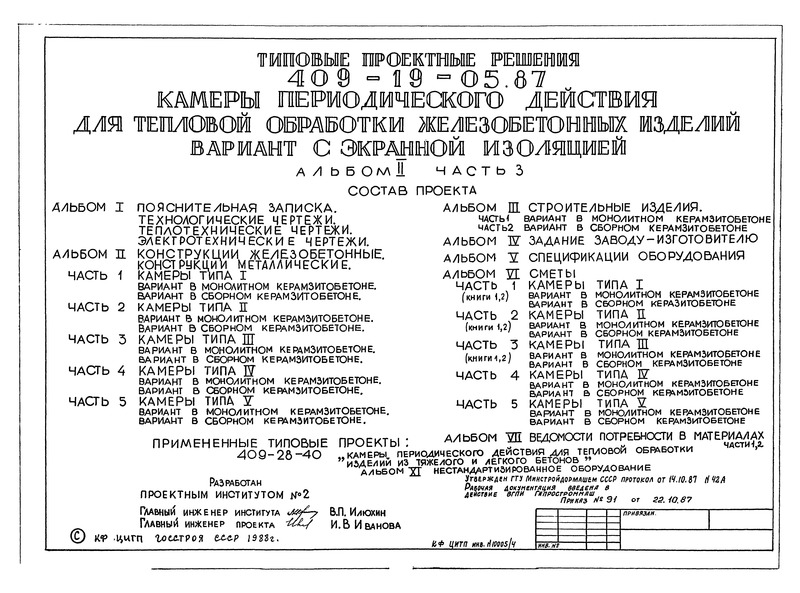 ТИПОВЫЕ ПРОЕКТНЫЕ РЕШЕНИЯ
409-19-05.87
КАМЕРЫ ПЕРИОДИЧЕСКОГО ДЕЙСТВИЯ
ДЛЯ ТЕПЛОВОЙ ОБРАБОТКИ ЖЕЛЕЗОБЕТОННЫХ ИЗДЕЛИЙ
ВАРИАНТ С ЭКРАННОЙ ИЗОЛЯЦИЕЙ
АЛЬБОМ II ЧАСТЬ 3
СОСТАВ ПРОЕКТА
АЛЬБОМ I ПОЯСНИТЕЛЬНАЯ ЗАПИСКА.
ТЕХНОЛОГИЧЕСКИЕ ЧЕРТЕЖИ.
ТЕПЛОТЕХНИЧЕСКИЕ ЧЕРТЕЖИ.
ЭЛЕКТРОТЕХНИЧЕСКИЕ ЧЕРТЕЖИ.
АЛЬБОМ II КОНСТРУКЦИИ ЖЕЛЕЗОБЕТОННЫЕ.
КОНСТРУКЦИИ МЕТАЛЛИЧЕСКИЕ.
ЧАСТЬ 1 КАМЕРЫ ТИПА I
ВАРИАНТ В МОНОЛИТНОМ КЕРАМЗИТОБЕТОНЕ.
ВАРИАНТ В СБОРНОМ КЕРАМЗИТОБЕТОНЕ.
ЧАСТЬ 2 КАМЕРЫ ТИПА II
ВАРИАНТ В МОНОЛИТНОМ КЕРАМЗИТОБЕТОНЕ.
ВАРИАНТ В СБОРНОМ КЕРАМЗИТОБЕТОНЕ.
ЧАСТЬ 3 КАМЕРЫ ТИПА III
ВАРИАНТ В МОНОЛИТНОМ КЕРАМЗИТОБЕТОНЕ.
ВАРИАНТ В СБОРНОМ КЕРАМЗИТОБЕТОНЕ.
ЧАСТЬ 4 КАМЕРЫ ТИПА IV
ВАРИАНТ В МОНОЛИТНОМ КЕРАМЗИТОБЕТОНЕ.
ВАРИАНТ В СБОРНОМ КЕРАМЗИТОБЕТОНЕ.
ЧАСТЬ 5 КАМЕРЫ ТИПА V
ВАРИАНТ В МОНОЛИТНОМ КЕРАМЗИТОБЕТОНЕ.
ВАРИАНТ В СБОРНОМ КЕРАМЗИТОБЕТОНЕ.
АЛЬБОМ III СТРОИТЕЛЬНЫЕ ИЗДЕЛИЯ.
ЧАСТЬ 1 ВАРИАНТ В МОНОЛИТНОМ КЕРАМЗИТОБЕТОНЕ
ЧАСТЬ 2 ВАРИАНТ В СБОРНОМ КЕРАМЗИТОБЕТОНЕ
АЛЬБОМ IV ЗАДАНИЕ ЗАВОДУ-ИЗГОТОВИТЕЛЮ
АЛЬБОМ V СПЕЦИФИКАЦИИ ОБОРУДОВАНИЯ
АЛЬБОМ VI СМЕТЫ
ЧАСТЬ 1 КАМЕРЫ ТИПА I
(КНИГИ 1,2) ВАРИАНТ В МОНОЛИТНОМ КЕРАМЗИТОБЕТОНЕ
ВАРИАНТ В СБОРНОМ КЕРАМЗИТОБЕТОНЕ
ЧАСТЬ 2 КАМЕРЫ ТИПА II
(КНИГИ 1,2) ВАРИАНТ В МОНОЛИТНОМ КЕРАМЗИТОБЕТОНЕ
ВАРИАНТ В СБОРНОМ КЕРАМЗИТОБЕТОНЕ
ЧАСТЬ 3 КАМЕРЫ ТИПА III
(КНИГИ 1,2) ВАРИАНТ В МОНОЛИТНОМ КЕРАМЗИТОБЕТОНЕ
ВАРИАНТ В СБОРНОМ КЕРАМЗИТОБЕТОНЕ
ЧАСТЬ 4 КАМЕРЫ ТИПА IV
ВАРИАНТ В МОНОЛИТНОМ КЕРАМЗИТОБЕТОНЕ
ВАРИАНТ В СБОРНОМ КЕРАМЗИТОБЕТОНЕ
ЧАСТЬ 5 КАМЕРЫ ТИПА V
ВАРИАНТ В МОНОЛИТНОМ КЕРАМЗИТОБЕТОНЕ
ВАРИАНТ В СБОРНОМ КЕРАМЗИТОБЕТОНЕ
АЛЬБОМ VII ВЕДОМОСТИ ПОТРЕБНОСТИ В МАТЕРИАЛАХ
ЧАСТИ 1,2
ПРИМЕНЕННЫЕ ТИПОВЫЕ ПРОЕКТЫ:
409-28-40 „КАМЕРЫ ПЕРИОДИЧЕСКОГО ДЕЙСТВИЯ ДЛЯ ТЕПЛОВОЙ ОБРАБОТКИ
ИЗДЕЛИЙ ИЗ ТЯЖЕЛОГО И ЛЕГКОГО БЕТОНОВ”
АЛЬБОМ XI НЕСТАНДАРТИЗИРОВАННОЕ ОБОРУДОВАНИЕ
РАЗРАБОТАН
ПРОЕКТНЫМ ИНСТИТУТОМ №2
УТВЕРЖДЕН ГТУ МИНСТРОЙДОРМАШЕМ СССР ПРОТОКОЛ ОТ 14.10.87 N 42А
РАБОЧАЯ ДОКУМЕНТАЦИЯ ВВЕДЕНА В
ДЕЙСТВИЕ ВГПИ ГИПРОСТРОММАШ
ПРИКАЗ № 91 ОТ 22.10.87
ГЛАВНЫЙ ИНЖЕНЕР ИНСТИТУТА В.П. ИЛЮХИН
ГЛАВНЫЙ ИНЖЕНЕР ПРОЕКТА И.В ИВАНОВА
© КФ ЦИТП ГОССТРОЯ СССР 1988г.
КФ ЦИТП ИНВ. N10005/4
ПРИВЯЗАН:
ИНВ. №